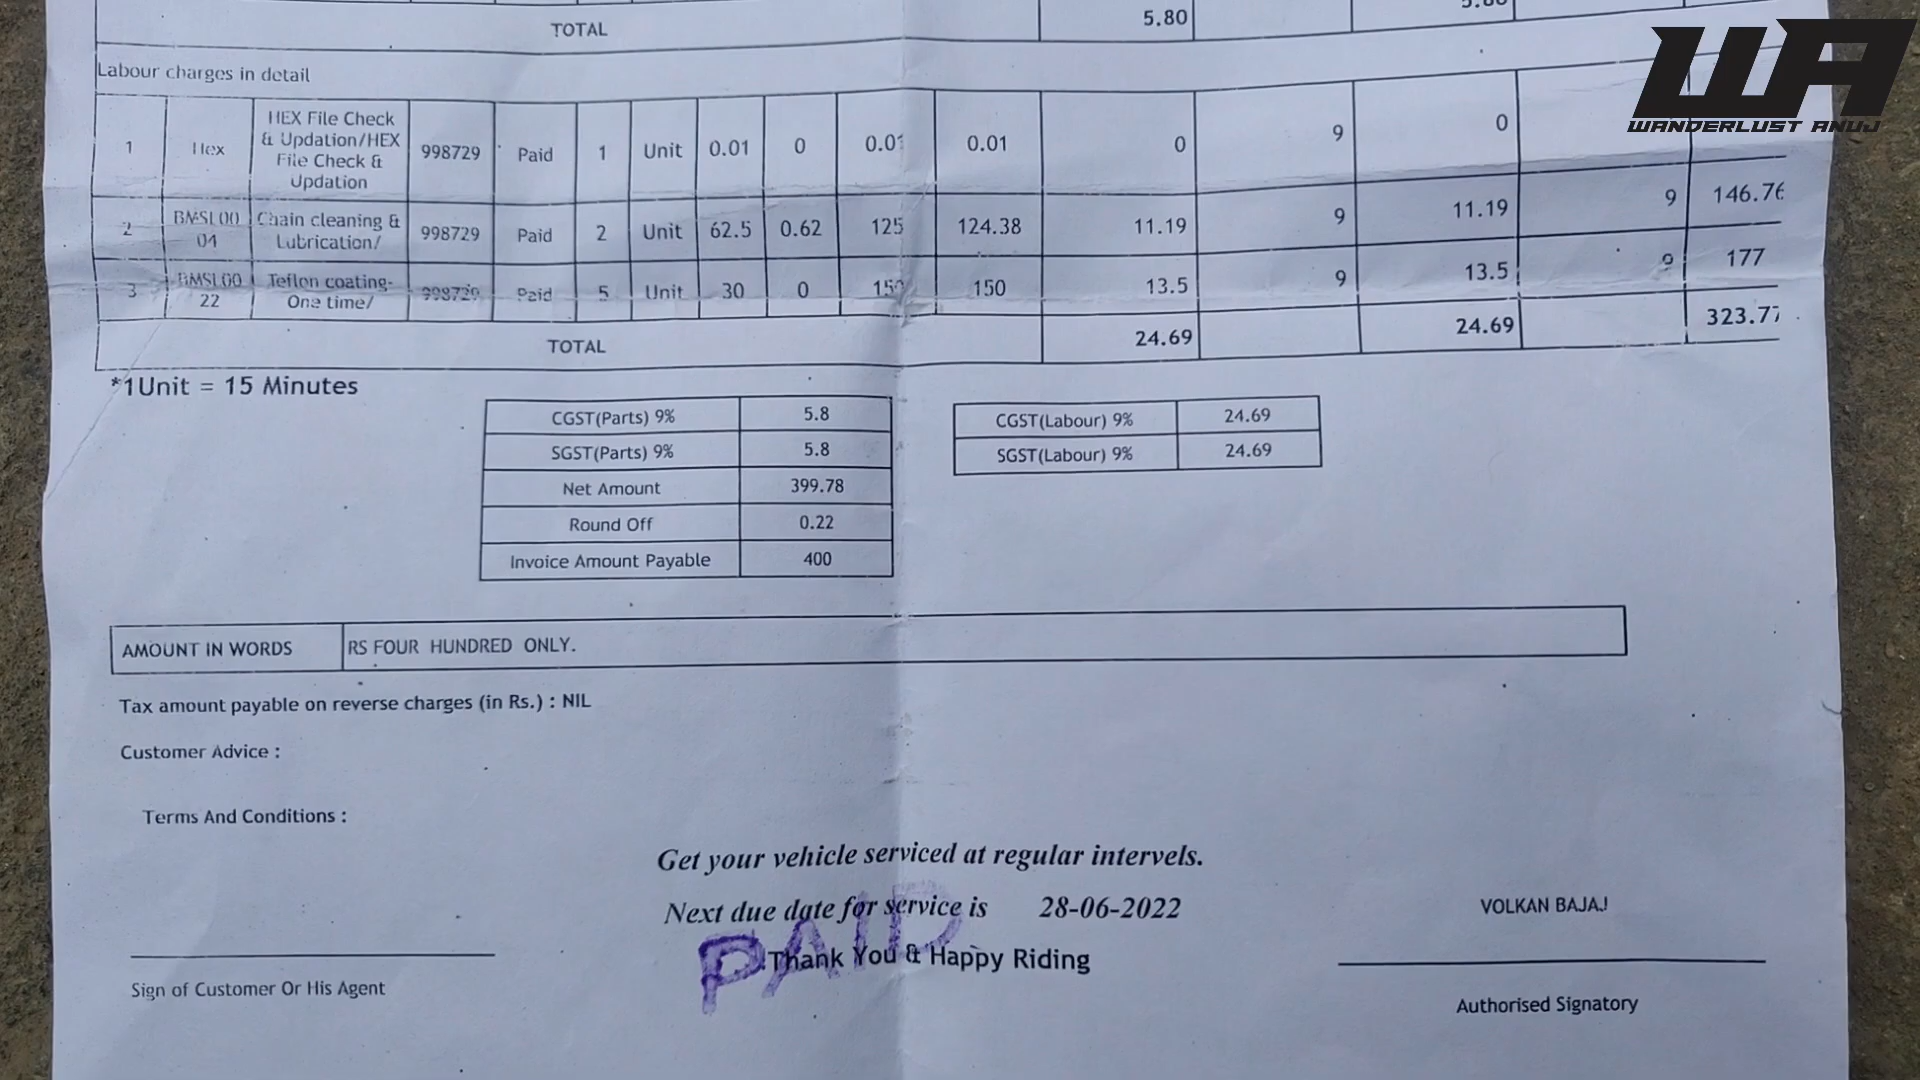 TOTAL 5.80 5.80
WANDERLUST ANUJ
Labour charges in detail
1 Hex HEX File Check & Updation/HEX File Check & Updation 998729 Paid 1 Unit 0.01 0 0.01 0.01 0 9 0
2 BMSL00 04 Chain cleaning & Lubrication/ 998729 Paid 2 Unit 62.5 0.62 125 124.38 11.19 9 11.19 9 146.76
3 BMSL00 22 Teflon coating- One time/ 998729 Paid 5 Unit 30 0 150 150 13.5 9 13.5 9 177
TOTAL 24.69 24.69 323.77
*1Unit = 15 Minutes
CGST(Parts) 9% 5.8
SGST(Parts) 9% 5.8
Net Amount 399.78
Round Off 0.22
Invoice Amount Payable 400
CGST(Labour) 9% 24.69
SGST(Labour) 9% 24.69
AMOUNT IN WORDS RS FOUR HUNDRED ONLY.
Tax amount payable on reverse charges (in Rs.) : NIL
Customer Advice :
Terms And Conditions :
Get your vehicle serviced at regular intervels.
Next due date for service is 28-06-2022
PAID
Thank You & Happy Riding
VOLKAN BAJAJ
Sign of Customer Or His Agent
Authorised Signatory